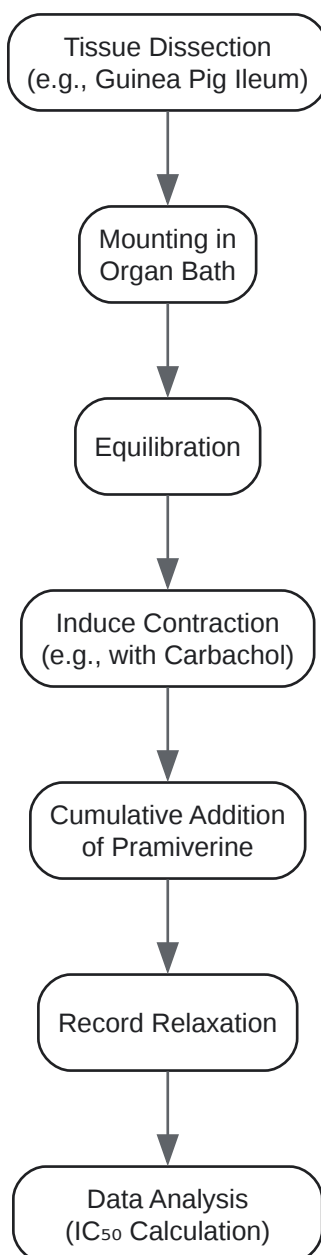 Tissue Dissection
(e.g., Guinea Pig Ileum)
Mounting in
Organ Bath
Equilibration
Induce Contraction
(e.g., with Carbachol)
Cumulative Addition
of Pramiverine
Record Relaxation
Data Analysis
(IC₅₀ Calculation)